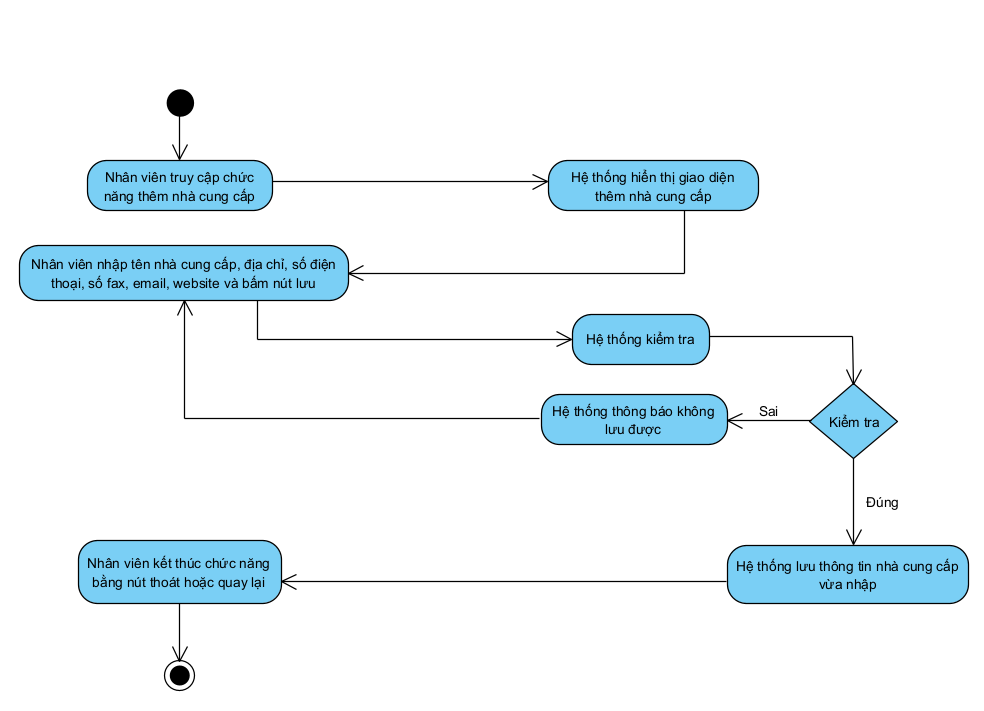 Nhân viên truy cập chức
năng thêm nhà cung cấp
Hệ thống hiển thị giao diện
thêm nhà cung cấp
Nhân viên nhập tên nhà cung cấp, địa chỉ, số điện
thoại, số fax, email, website và bấm nút lưu
Hệ thống kiểm tra
Hệ thống thông báo không
lưu được
Sai
Kiểm tra
Đúng
Nhân viên kết thúc chức năng
bằng nút thoát hoặc quay lại
Hệ thống lưu thông tin nhà cung cấp
vừa nhập